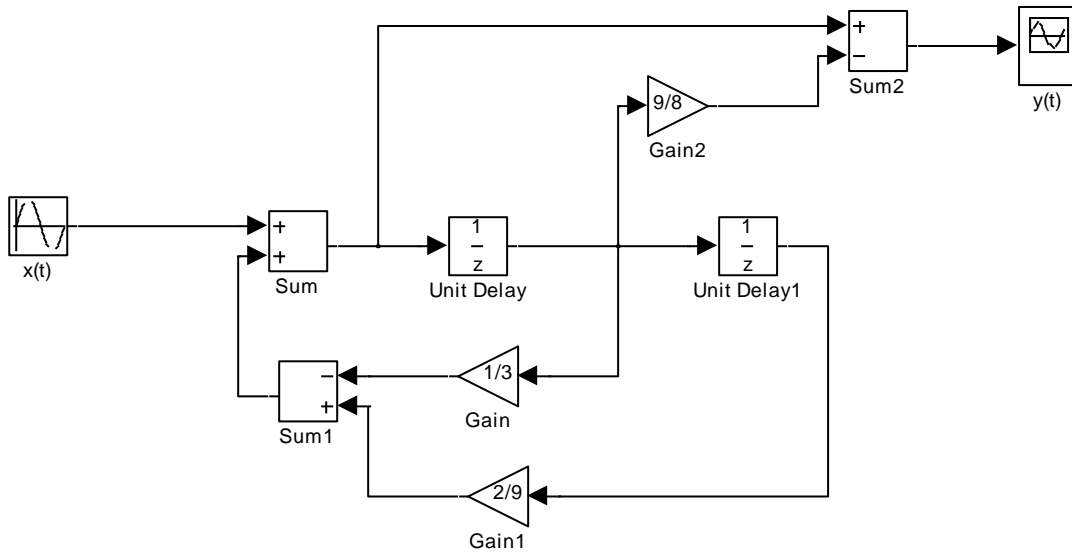 +
−
Sum2
y(t)
9/8
Gain2
x(t)
+
+
Sum
1
z
Unit Delay
1
z
Unit Delay1
−
+
Sum1
1/3
Gain
2/9
Gain1